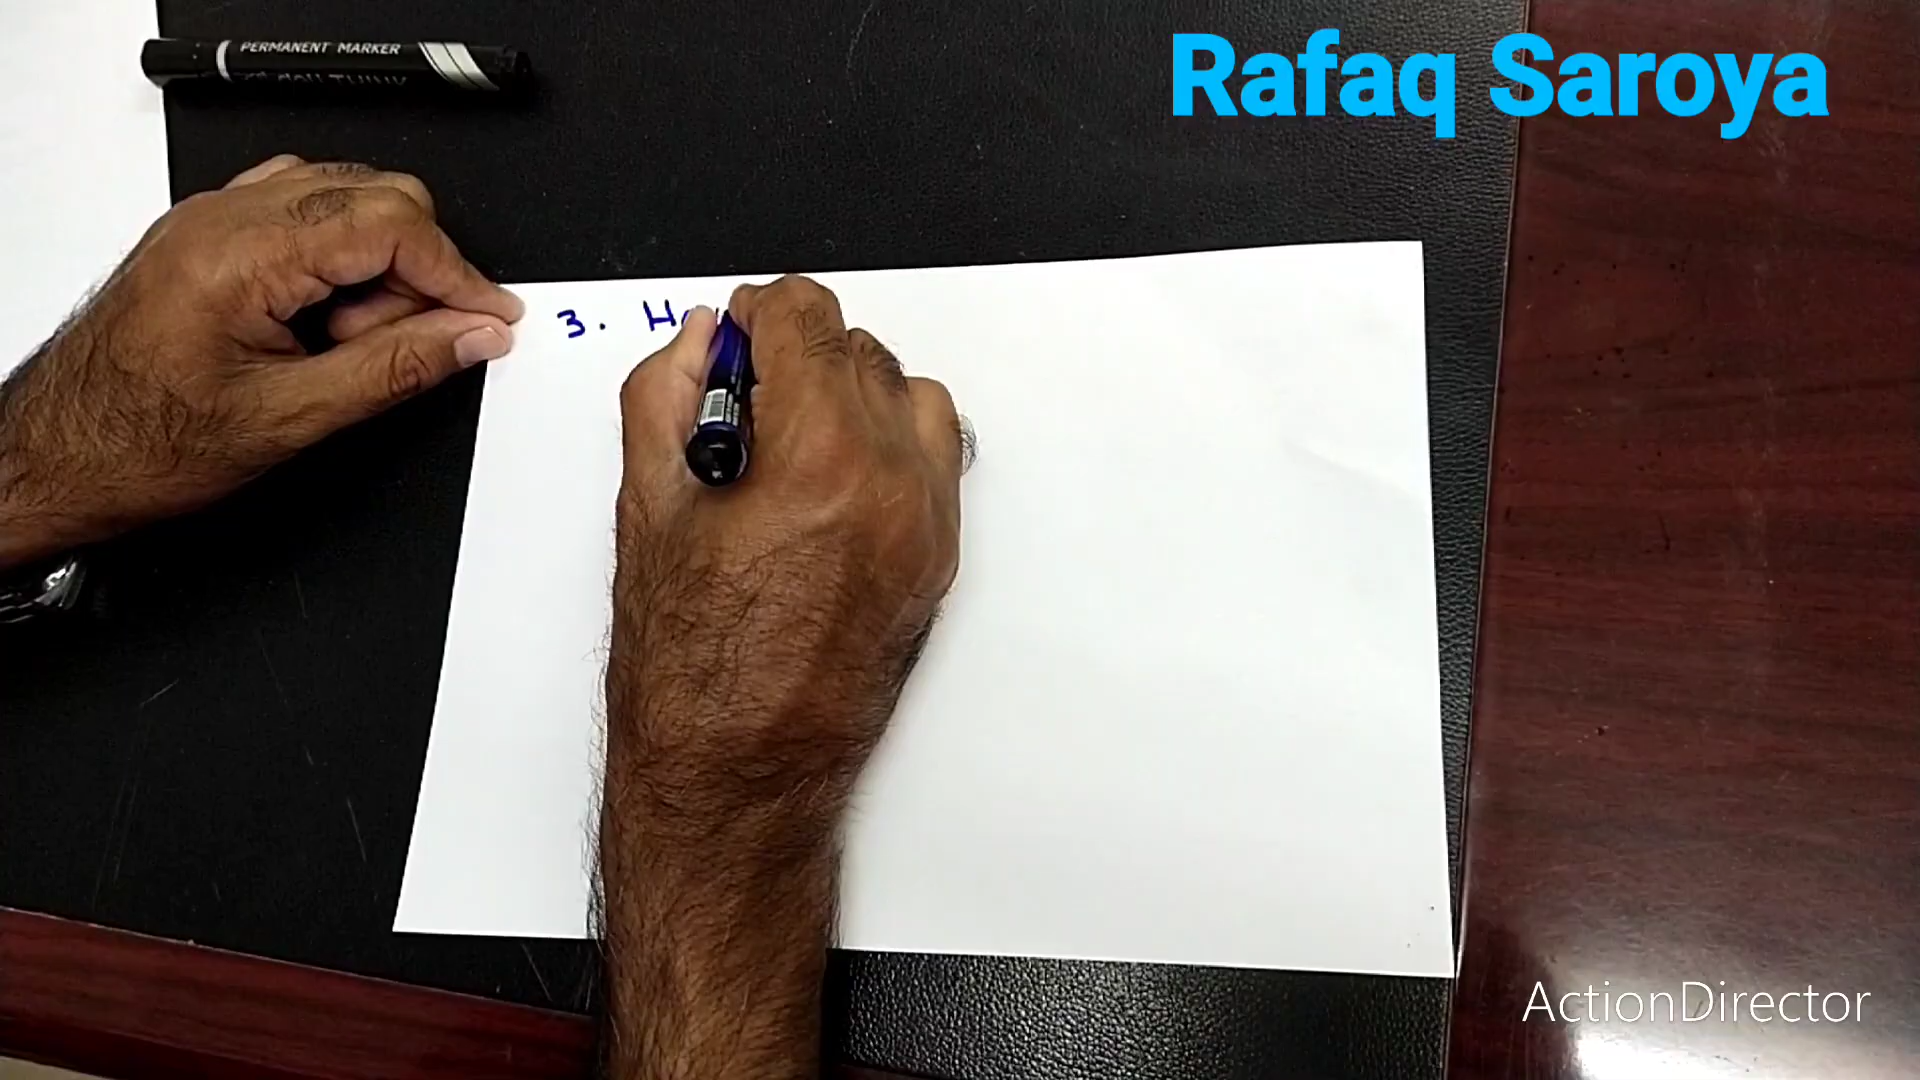 PERMANENT MARKER
Rafaq Saroya
3.
ActionDirector